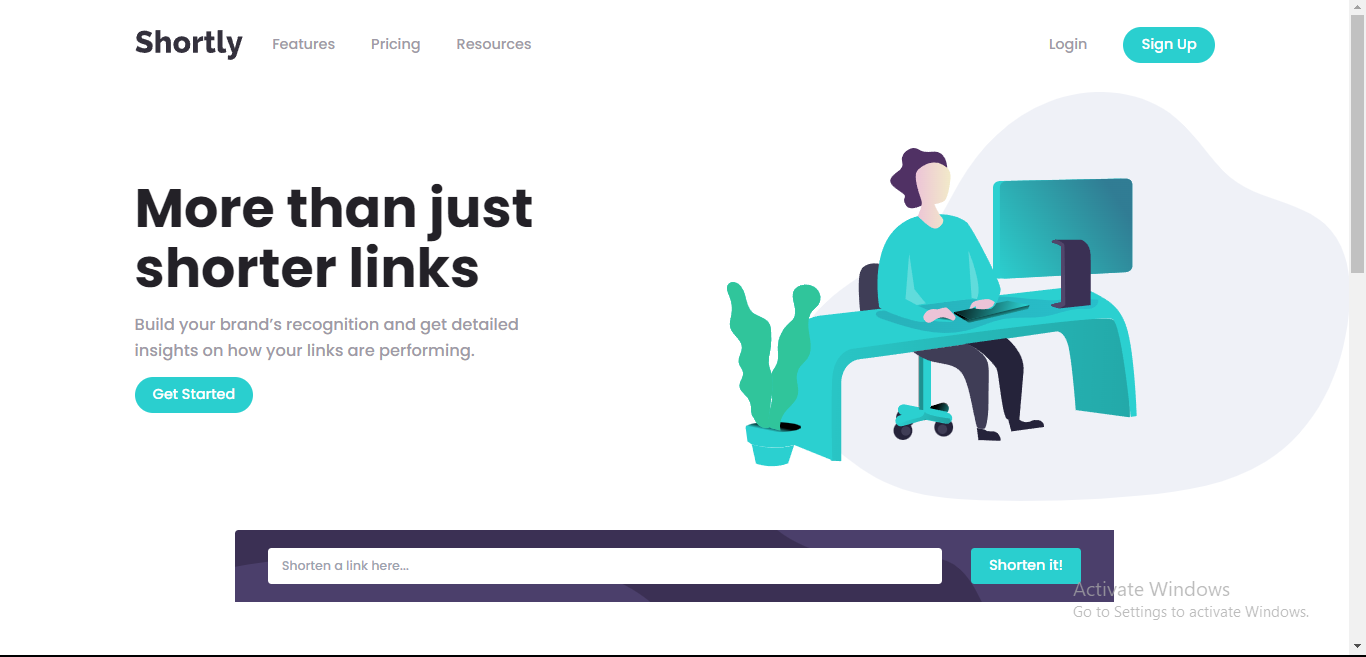 Shortly Features Pricing Resources Login Sign Up
More than just
shorter links
Build your brand’s recognition and get detailed
insights on how your links are performing.
Get Started
Shorten a link here...
Shorten it!
Activate Windows
Go to Settings to activate Windows.